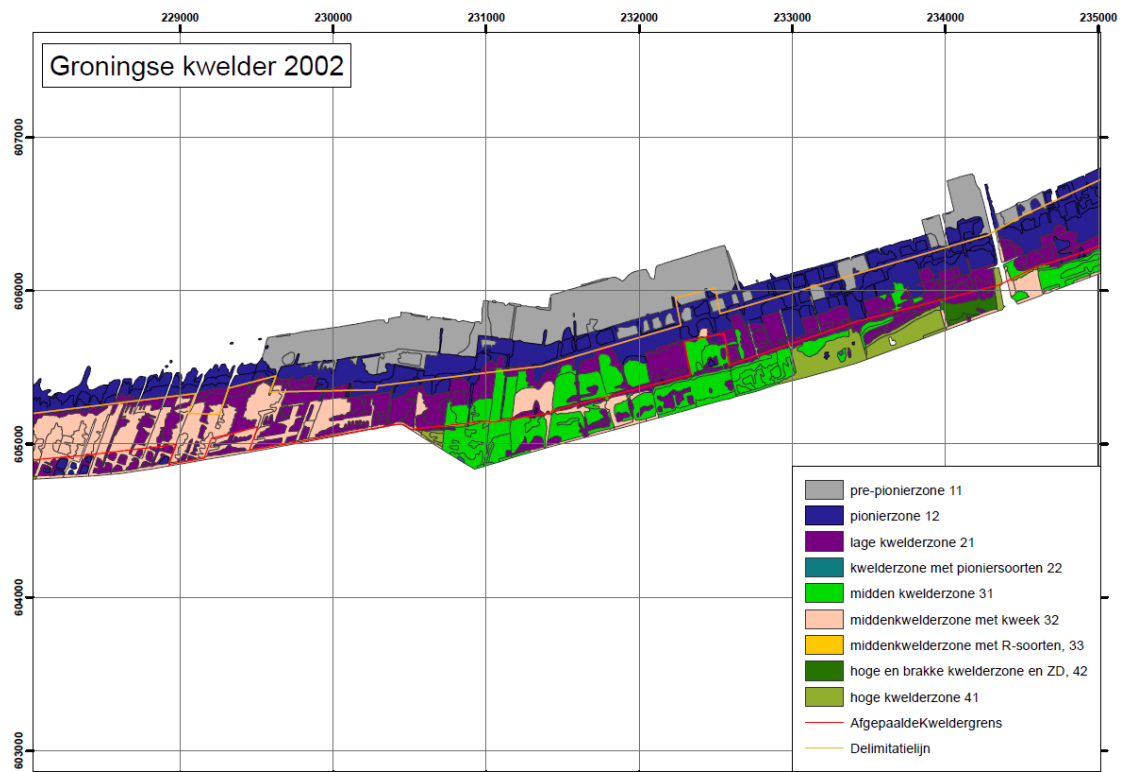 229000 230000 231000 232000 233000 234000 235000
Groningse kwelder 2002
607000
606000
605000
604000
603000
pre-pionierzone 11
pionierzone 12
lage kwelderzone 21
kwelderzone met pioniersoorten 22
midden kwelderzone 31
middenkwelderzone met kweek 32
middenkwelderzone met R-soorten, 33
hoge en brakke kwelderzone en ZD, 42
hoge kwelderzone 41
AfgepaaldeKweldergrens
Delimitatielijn